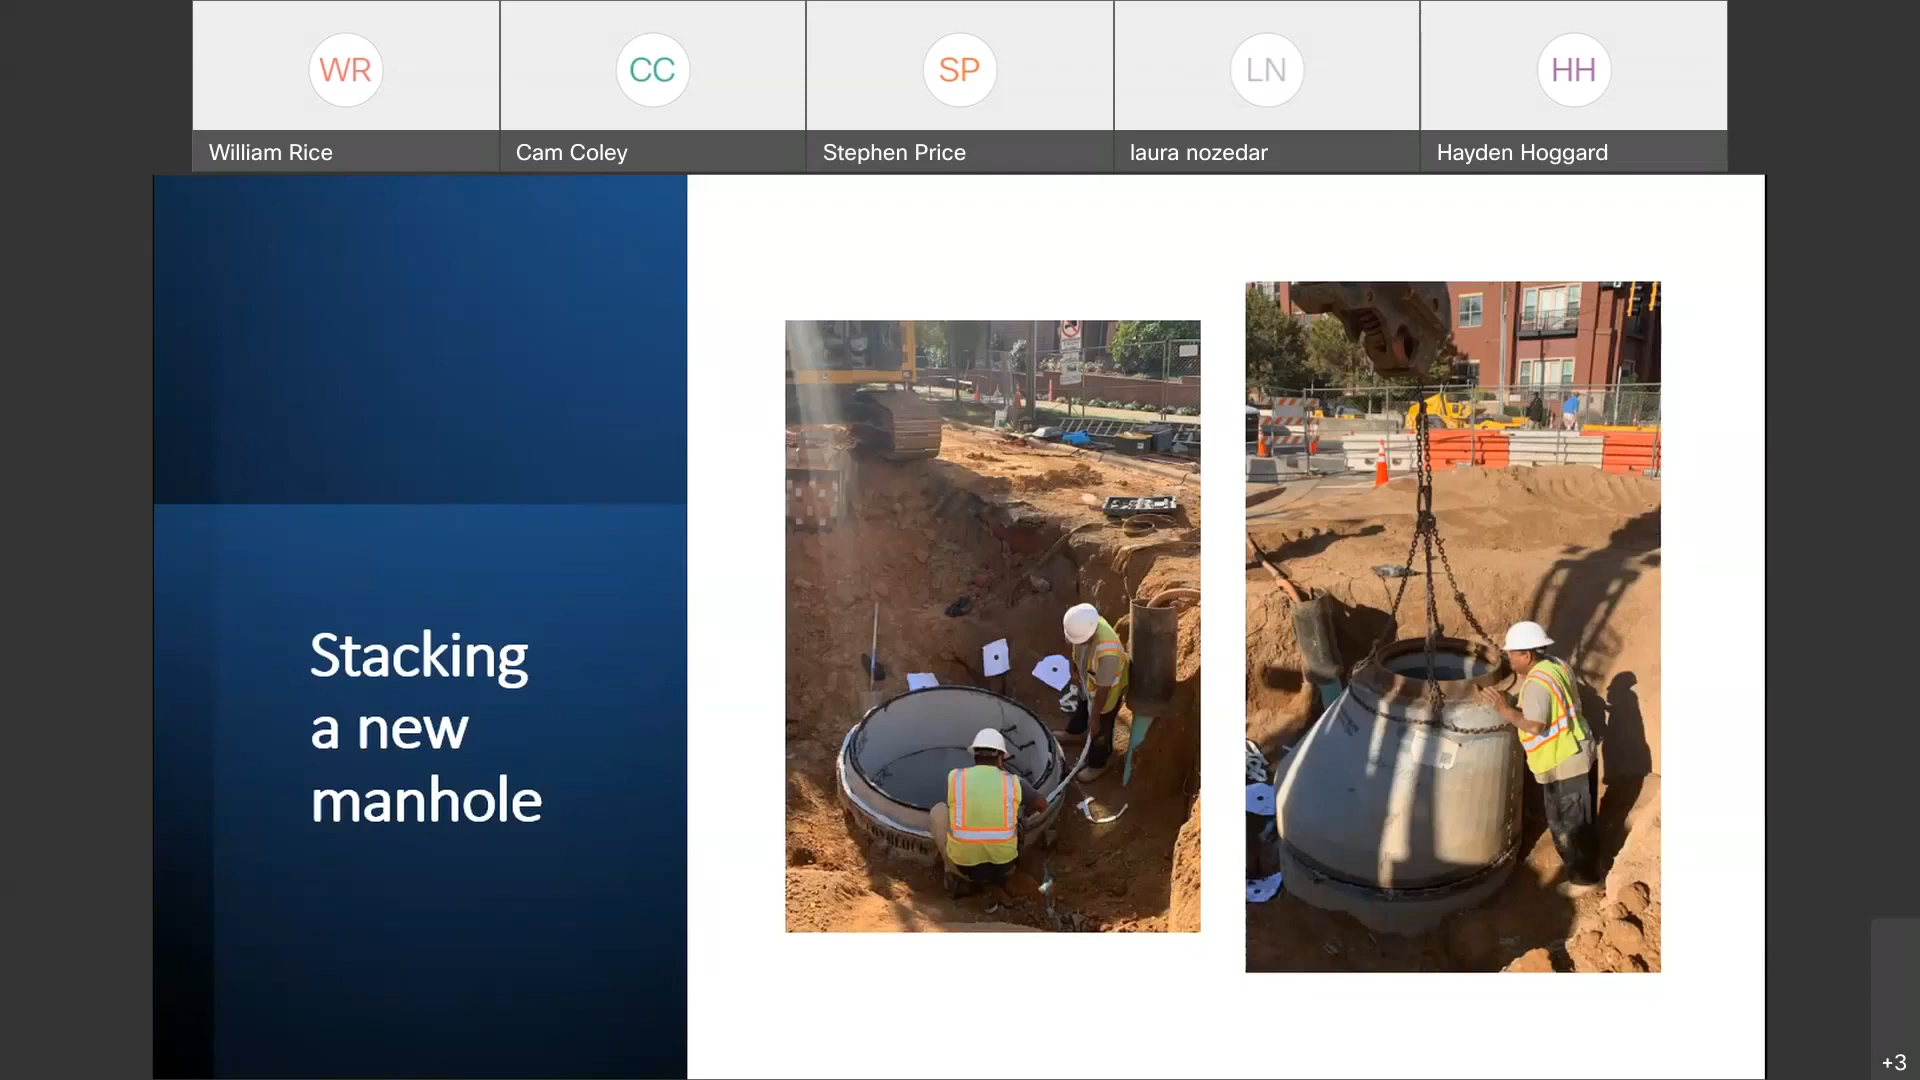 WR
CC
SP
LN
HH
William Rice
Cam Coley
Stephen Price
laura nozedar
Hayden Hoggard
Stacking
a new
manhole
+3